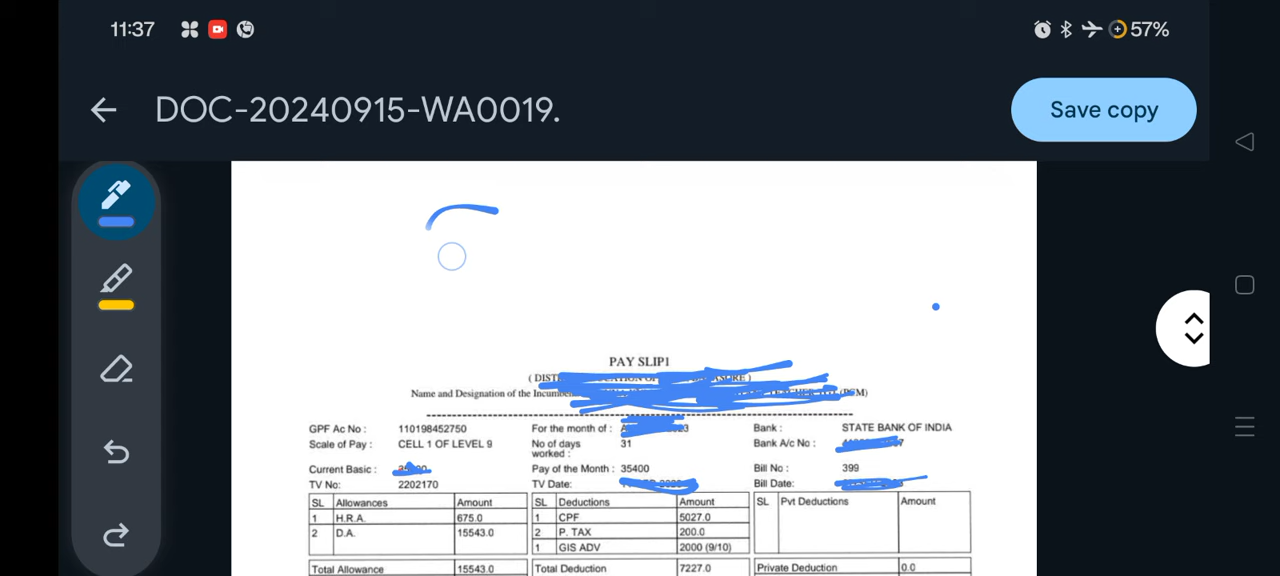 11:37
57%
DOC-20240915-WA0019.
Save copy
PAY SLIP1
Name and Designation of the
GPF Ac No : 110198452750 For the month of : Bank : STATE BANK OF INDIA
Scale of Pay : CELL 1 OF LEVEL 9 No of days worked : 31 Bank A/c No :
Current Basic : Pay of the Month : 35400 Bill No : 399
TV No: 2202170 TV Date: Bill Date:
SL Allowances Amount SL Deductions Amount SL Pvt Deductions Amount
1 H.R.A. 675.0 1 CPF 5027.0
2 D.A. 15543.0 2 P. TAX 200.0
1 GIS ADV 2000 (9/10)
Total Allowance 15543.0 Total Deduction 7227.0 Private Deduction 0.0